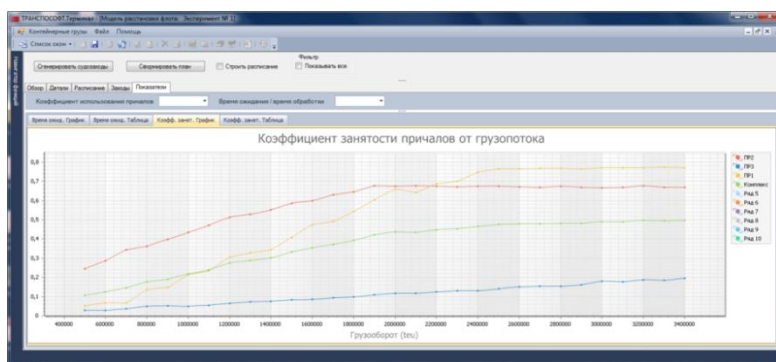 ТРАНСПОСОФТ.Терминал - [Модель расстановка флота: Эксперимент № 1]
Контейнерные грузы Файл Помощь
Список окон
Фильтр
Сгенерировать судозаходы Сформировать план Строить расписание Показывать все
Обзор Детали Расписание Заходы Показатели
Коэффициент использования причалов Время ожидания / время обработки
Время ожид. График Время ожид. Таблица Коэфф. занят. График Коэфф. занят. Таблица
Коэффициент занятости причалов от грузопотока
0,8
0,7
0,6
0,5
0,4
0,3
0,2
0,1
0
400000 600000 800000 1000000 1200000 1400000 1600000 1800000 2000000 2200000 2400000 2600000 2800000 3000000 3200000 3400000
Грузооборот (teu)
ПР2
ПР3
ПР1
Комплекс
Ряд 5
Ряд 6
Ряд 7
Ряд 8
Ряд 9
Ряд 10